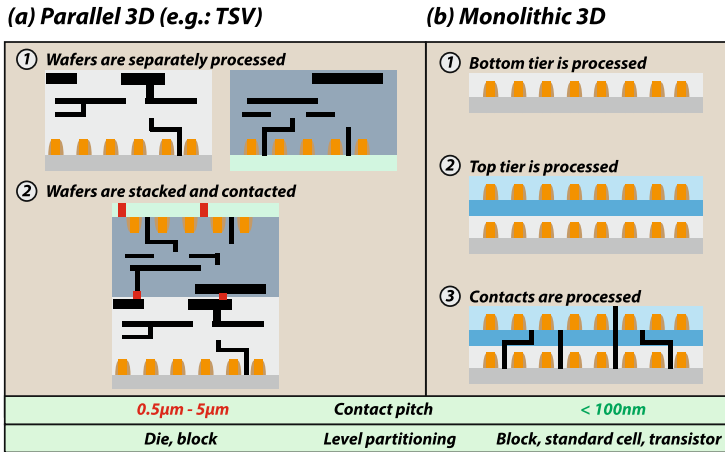 (a) Parallel 3D (e.g.: TSV)
(b) Monolithic 3D
1 Wafers are separately processed
2 Wafers are stacked and contacted
1 Bottom tier is processed
2 Top tier is processed
3 Contacts are processed
0.5µm - 5µm Contact pitch < 100nm
Die, block Level partitioning Block, standard cell, transistor